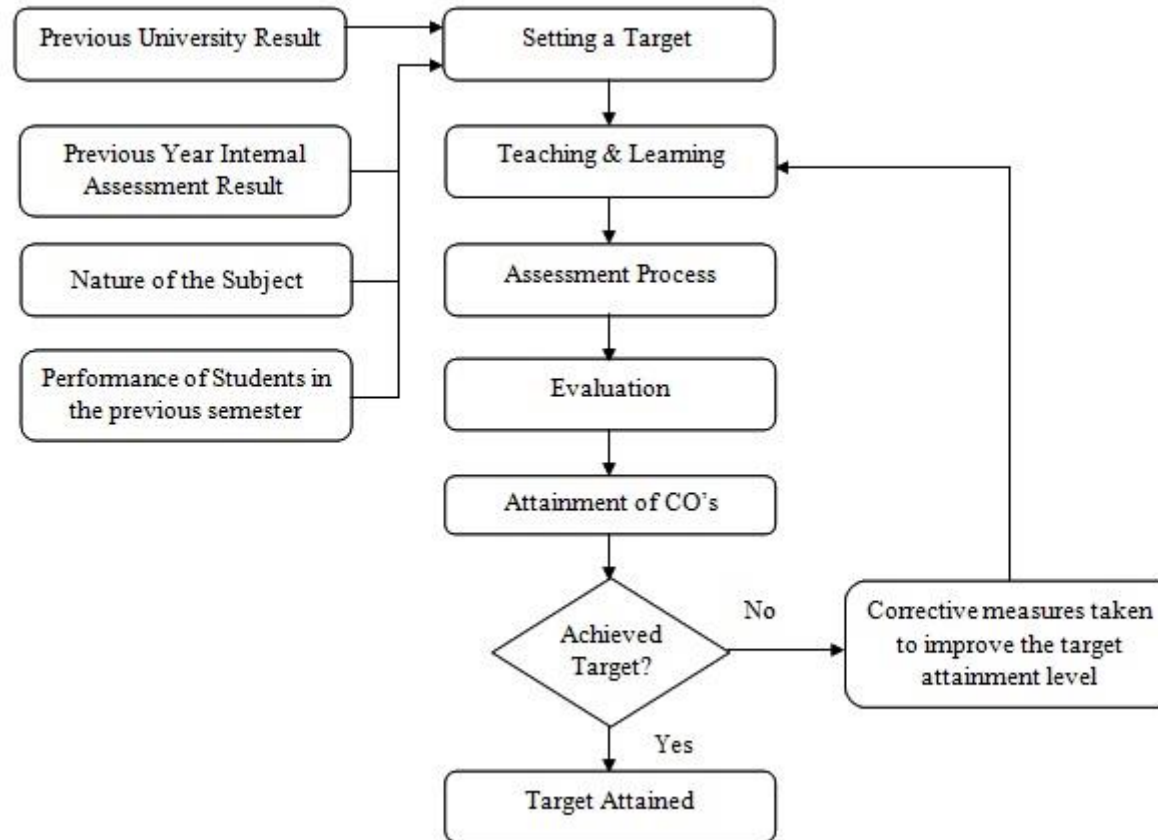 Previous University Result
Setting a Target
Previous Year Internal
Assessment Result
Teaching & Learning
Nature of the Subject
Assessment Process
Performance of Students in
the previous semester
Evaluation
Attainment of CO's
Achieved
Target?
No
Corrective measures taken
to improve the target
attainment level
Yes
Target Attained